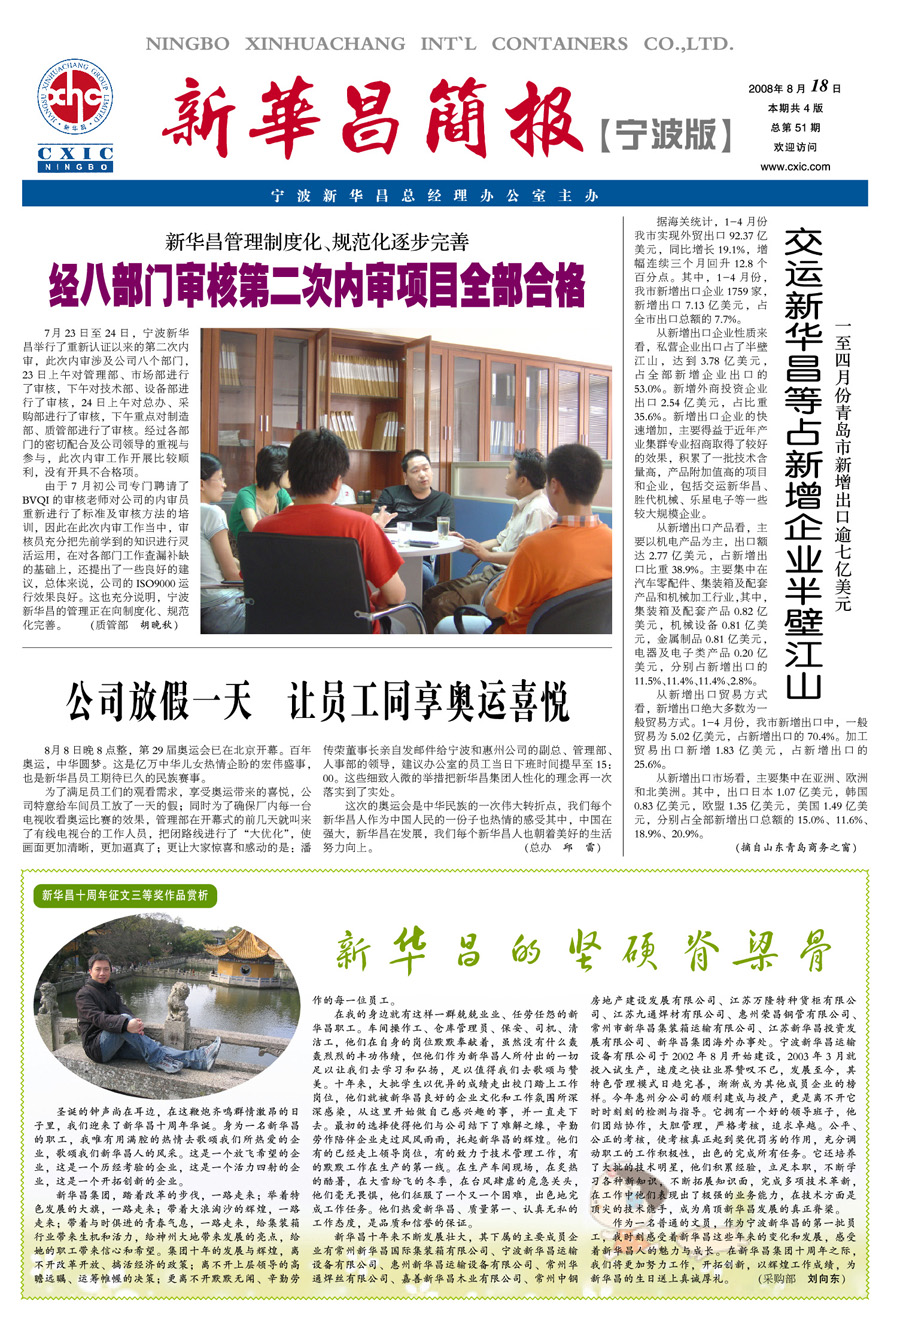 NINGBO XINHUACHANG INT`L CONTAINERS CO.,LTD.
JIANGSU XINHUACHANG GROUP LIMITED
xhc
·新华昌·
CXIC
NINGBO
新華昌簡报
【宁波版】
2008年8月18日
本期共4版
总第51期
欢迎访问
www.cxic.com
宁波新华昌总经理办公室主办
新华昌管理制度化、规范化逐步完善
经八部门审核第二次内审项目全部合格
7月23日至24日，宁波新华
昌举行了重新认证以来的第二次内
审，此次内审涉及公司八个部门，
23日上午对管理部、市场部进行
了审核，下午对技术部、设备部进
行了审核，24日上午对总办、采
购部进行了审核，下午重点对制造
部、质管部进行了审核。经过各部
门的密切配合及公司领导的重视与
参与，此次内审工作开展比较顺
利，没有开具不合格项。
由于7月初公司专门聘请了
BVQI的审核老师对公司的内审员
重新进行了标准及审核方法的培
训，因此在此次内审工作当中，审
核员充分把先前学到的知识进行灵
活运用，在对各部门工作查漏补缺
的基础上，还提出了一些良好的建
议，总体来说，公司的ISO9000运
行效果良好。这也充分说明，宁波
新华昌的管理正在向制度化、规范
化完善。 （质管部 胡晚秋）
公司放假一天 让员工同享奥运喜悦
8月8日晚8点整，第29届奥运会已在北京开幕。百年
奥运，中华圆梦。这是亿万中华儿女热情企盼的宏伟盛事，
也是新华昌员工期待已久的民族赛事。
为了满足员工们的观看需求，享受奥运带来的喜悦，公
司特意给车间员工放了一天的假；同时为了确保厂内每一台
电视收看奥运比赛的效果，管理部在开幕式的前几天就叫来
了有线电视台的工作人员，把闭路线进行了“大优化”，使
画面更加清晰，更加逼真了；更让大家惊喜和感动的是：潘
传荣董事长亲自发邮件给宁波和惠州公司的副总、管理部、
人事部的领导，建议办公室的员工当日下班时间提早至15；
00。这些细致入微的举措把新华昌集团人性化的理念再一次
落实到了实处。
这次的奥运会是中华民族的一次伟大转折点，我们每个
新华昌人作为中国人民的一份子也热情的感受其中，中国在
强大，新华昌在发展，我们每个新华昌人也朝着美好的生活
努力向上。 （总办 邱 雷）
交运新华昌等占新增企业半壁江山
一至四月份青岛市新增出口逾七亿美元
据海关统计，1-4月份
我市实现外贸出口92.37亿
美元，同比增长19.1%，增
幅连续三个月回升12.8个
百分点。其中，1-4月份，
我市新增出口企业1759家，
新增出口7.13亿美元，占
全市出口总额的7.7%。
从新增出口企业性质来
看，私营企业出口占了半壁
江山，达到3.78亿美元，
占全部新增企业出口的
53.0%。新增外商投资企业
出口2.54亿美元，占比重
35.6%。新增出口企业的快
速增加，主要得益于近年产
业集群专业招商取得了较好
的效果，积累了一批技术含
量高，产品附加值高的项目
和企业，包括交运新华昌、
胜代机械、乐星电子等一些
较大规模企业。
从新增出口产品看，主
要以机电产品为主，出口额
达2.77亿美元，占新增出
口比重38.9%。主要集中在
汽车零配件、集装箱及配套
产品和机械加工行业，其中，
集装箱及配套产品0.82亿
美元，机械设备0.81亿美
元，金属制品0.81亿美元，
电器及电子类产品0.20亿
美元，分别占新增出口的
11.5%、11.4%、11.4%、2.8%。
从新增出口贸易方式
看，新增出口绝大多数为一
般贸易方式。1-4月份，我市新增出口中，一般
贸易为5.02亿美元，占新增出口的70.4%。加工
贸易出口新增1.83亿美元，占新增出口的
25.6%。
从新增出口市场看，主要集中在亚洲、欧洲
和北美洲。其中，出口日本1.07亿美元，韩国
0.83亿美元，欧盟1.35亿美元，美国1.49亿美
元，分别占全部新增出口总额的15.0%、11.6%、
18.9%、20.9%。
（摘自山东青岛商务之窗）
新华昌十周年征文三等奖作品赏析
新华昌的坚硕脊梁骨
圣诞的钟声尚在耳边，在这鞭炮齐鸣群情激昂的日
子里，我们迎来了新华昌十周年华诞。身为一名新华昌
的职工，我唯有用满腔的热情去歌颂我们所热爱的企
业，歌颂我们新华昌人的风采。这是一个放飞希望的企
业，这是一个历经考验的企业，这是一个活力四射的企
业，这是一个开拓创新的企业。
新华昌集团，踏着改革的步伐，一路走来；举着特
色发展的大旗，一路走来；带着大浪淘沙的辉煌，一路
走来；带着与时俱进的青春气息，一路走来，给集装箱
行业带来生机和活力，给神州大地带来发展的亮点，给
她的职工带来信心和希望。集团十年的发展与辉煌，离
不开改革开放、搞活经济的政策；离不开上层领导的高
瞻远瞩、运筹帷幄的决策；更离不开默默无闻、辛勤劳
作的每一位员工。
在我的身边就有这样一群兢兢业业、任劳任怨的新
华昌职工。车间操作工、仓库管理员、保安、司机、清
洁工，他们在自身的岗位默默奉献着，虽然没有什么轰
轰烈烈的丰功伟绩，但他们作为新华昌人所付出的一切
足以让我们去学习和弘扬，足以值得我们去歌颂与赞
美。十年来，大批学生以优异的成绩走出校门踏上工作
岗位，他们就被新华昌良好的企业文化和工作氛围所深
深感染，从这里开始做自己感兴趣的事，并一直走下
去。最初的选择使得他们与公司结下了难解之缘，辛勤
劳作陪伴企业走过风风雨雨，托起新华昌的辉煌。他们
有的已经走上领导岗位，有的致力于技术管理工作，有
的默默工作在生产的第一线。在生产车间现场，在炙热
的酷暑，在大雪纷飞的冬季，在台风肆虐的危急关头，
他们毫无畏惧，他们征服了一个又一个困难，出色地完
成工作任务。他们热爱新华昌、质量第一、认真无私的
工作态度，是品质和信誉的保证。
新华昌十年来不断发展壮大，其下属的主要成员企
业有常州新华昌国际集装箱有限公司、宁波新华昌运输
设备有限公司、惠州新华昌运输设备有限公司、常州华
通焊丝有限公司、嘉善新华昌木业有限公司、常州中钢
房地产建设发展有限公司、江苏万隆特种货柜有限公
司、江苏九通焊材有限公司、惠州荣昌钢管有限公司、
常州市新华昌集装箱运输有限公司、江苏新华昌投资发
展有限公司、新华昌集团海外办事处。宁波新华昌运输
设备有限公司于2002年8月开始建设，2003年3月就
投入试生产，速度之快让业界赞叹不已，发展至今，其
特色管理模式日趋完善，渐渐成为其他成员企业的榜
样。今年惠州分公司的顺利建成与投产，更是离不开它
时时刻刻的检测与指导。它拥有一个好的领导班子，他
们团结协作，大胆管理，严格考核，追求卓越。公平、
公正的考核，使考核真正起到奖优罚劣的作用，充分调
动职工的工作积极性，出色的完成所有任务。它还培养
了大批的技术明星，他们积累经验，立足本职，不断学
习各种新知识，不断拓展知识面，完成多项技术革新，
在工作中他们表现出了极强的业务能力，在技术方面是
顶尖的技术能手，成为肩顶新华昌发展的真正脊梁。
作为一名普通的文员，作为宁波新华昌的第一批员
工，我时刻感受着新华昌这些年来的变化和发展，感受
着新华昌人的魅力与成长。在新华昌集团十周年之际，
我们将更加努力工作，开拓创新，以辉煌工作成绩，为
新华昌的生日送上真诚厚礼。 （采购部 刘向东）